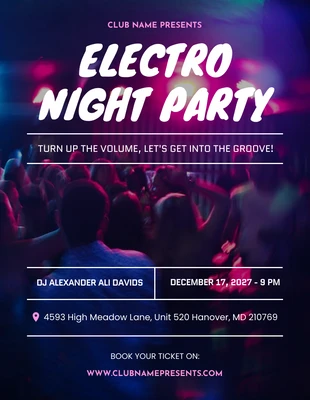 CLUB NAME PRESENTS
ELECTRO
NIGHT PARTY
TURN UP THE VOLUME, LET'S GET INTO THE GROOVE!
DJ ALEXANDER ALI DAVIDS
DECEMBER 17, 2027 - 9 PM
4593 High Meadow Lane, Unit 520 Hanover, MD 210769
BOOK YOUR TICKET ON:
WWW.CLUBNAMEPRESENTS.COM